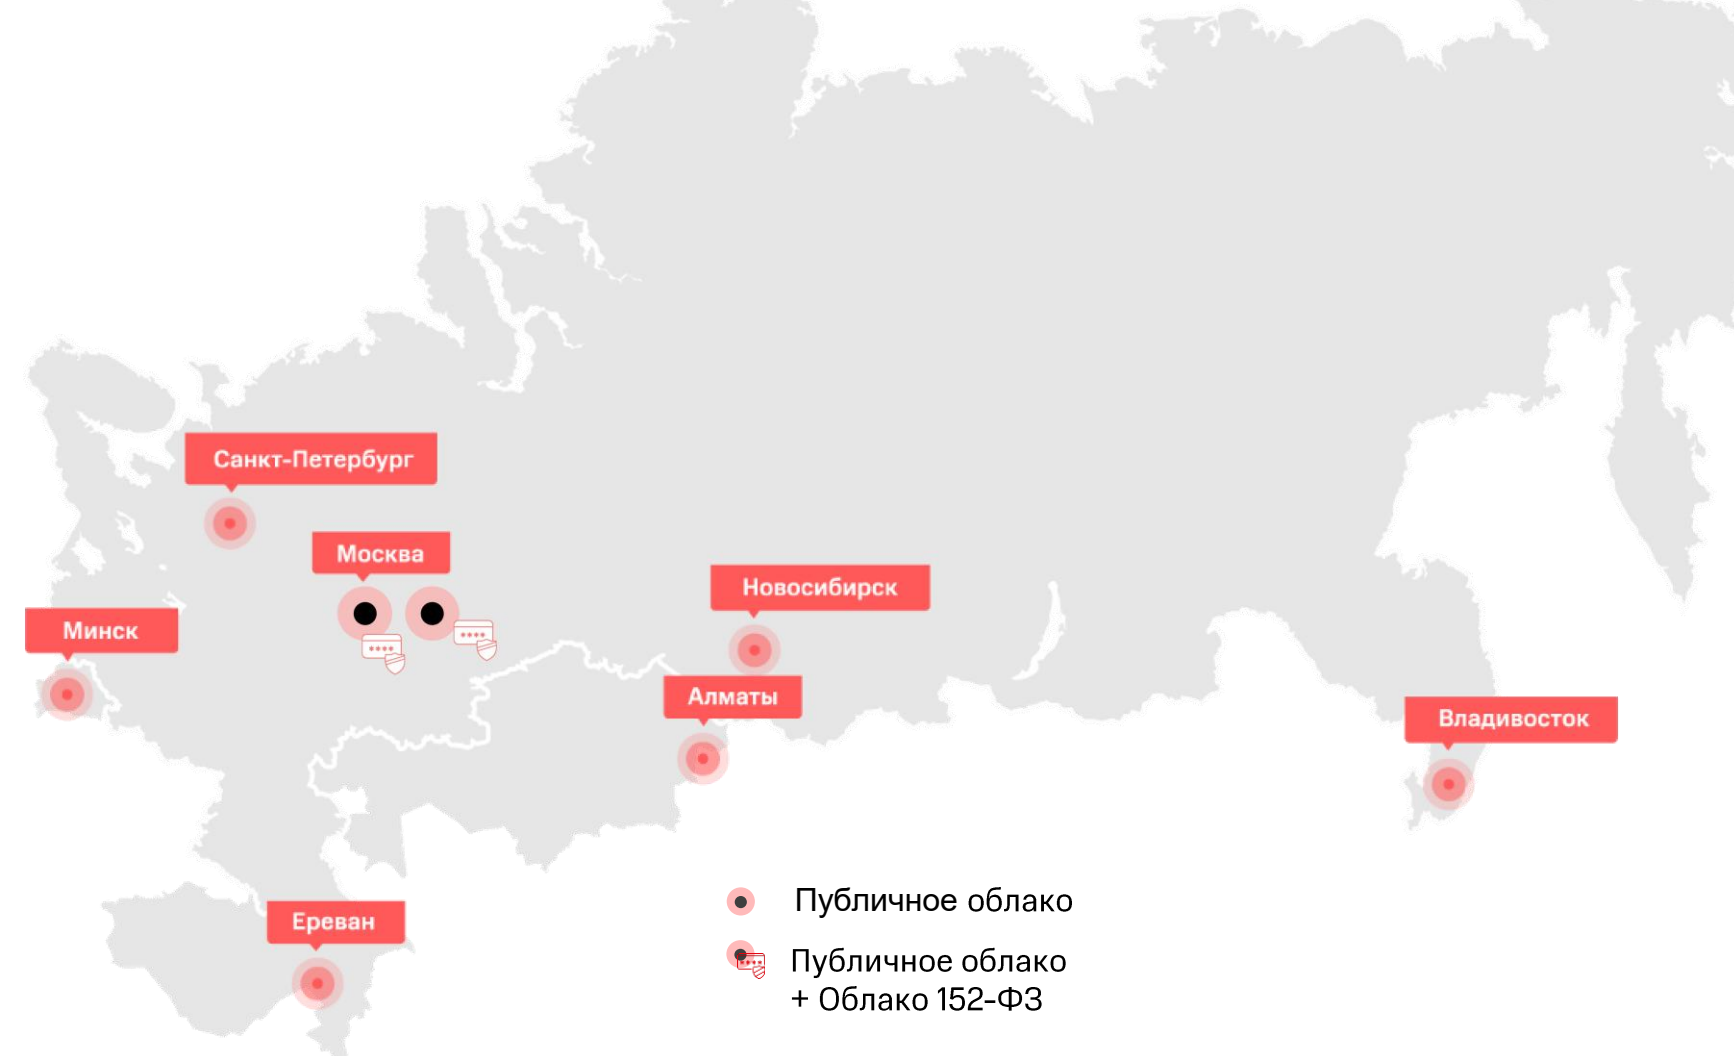 Санкт-Петербург
Москва
Новосибирск
Минск
Алматы
Владивосток
Ереван
Публичное облако
Публичное облако
+ Облако 152-ФЗ